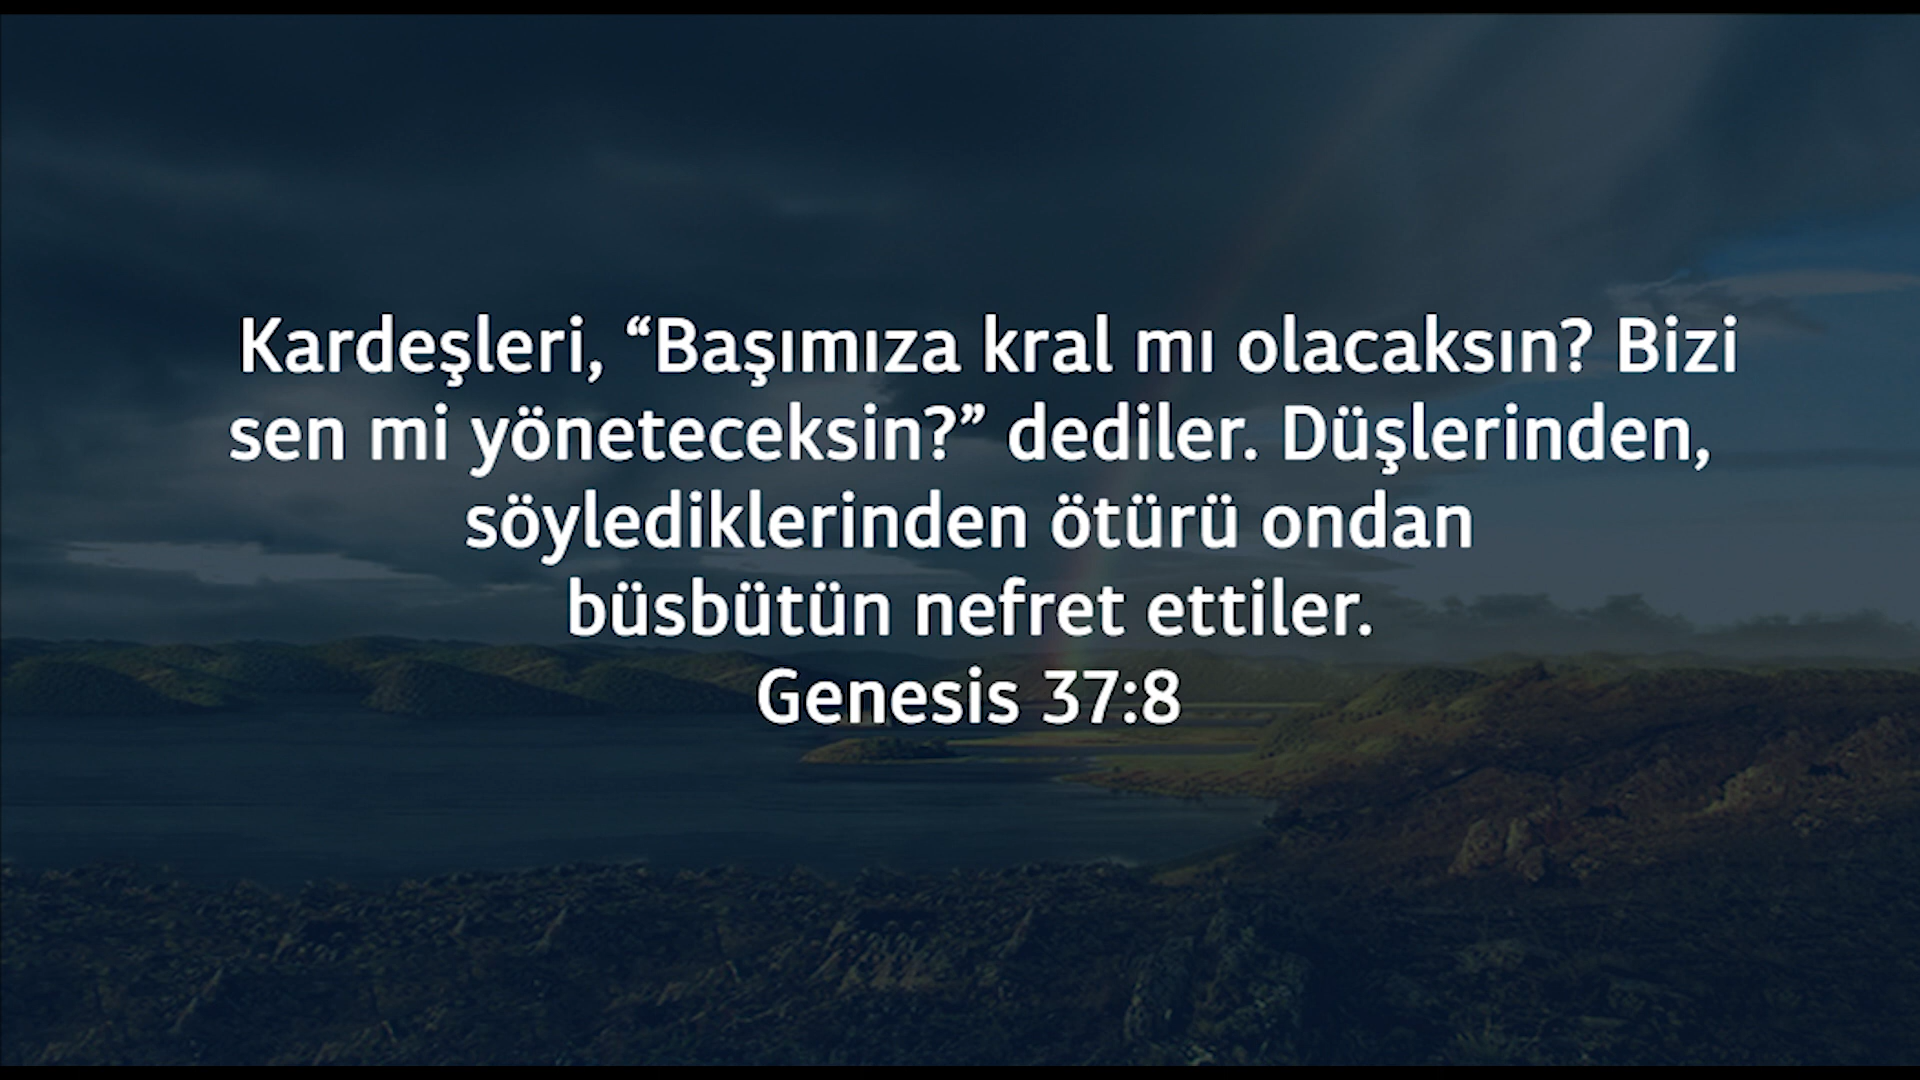 Kardeşleri, “Başımıza kral mı olacaksın? Bizi
sen mi yöneteceksin?” dediler. Düşlerinden,
söylediklerinden ötürü ondan
büsbütün nefret ettiler.
Genesis 37:8